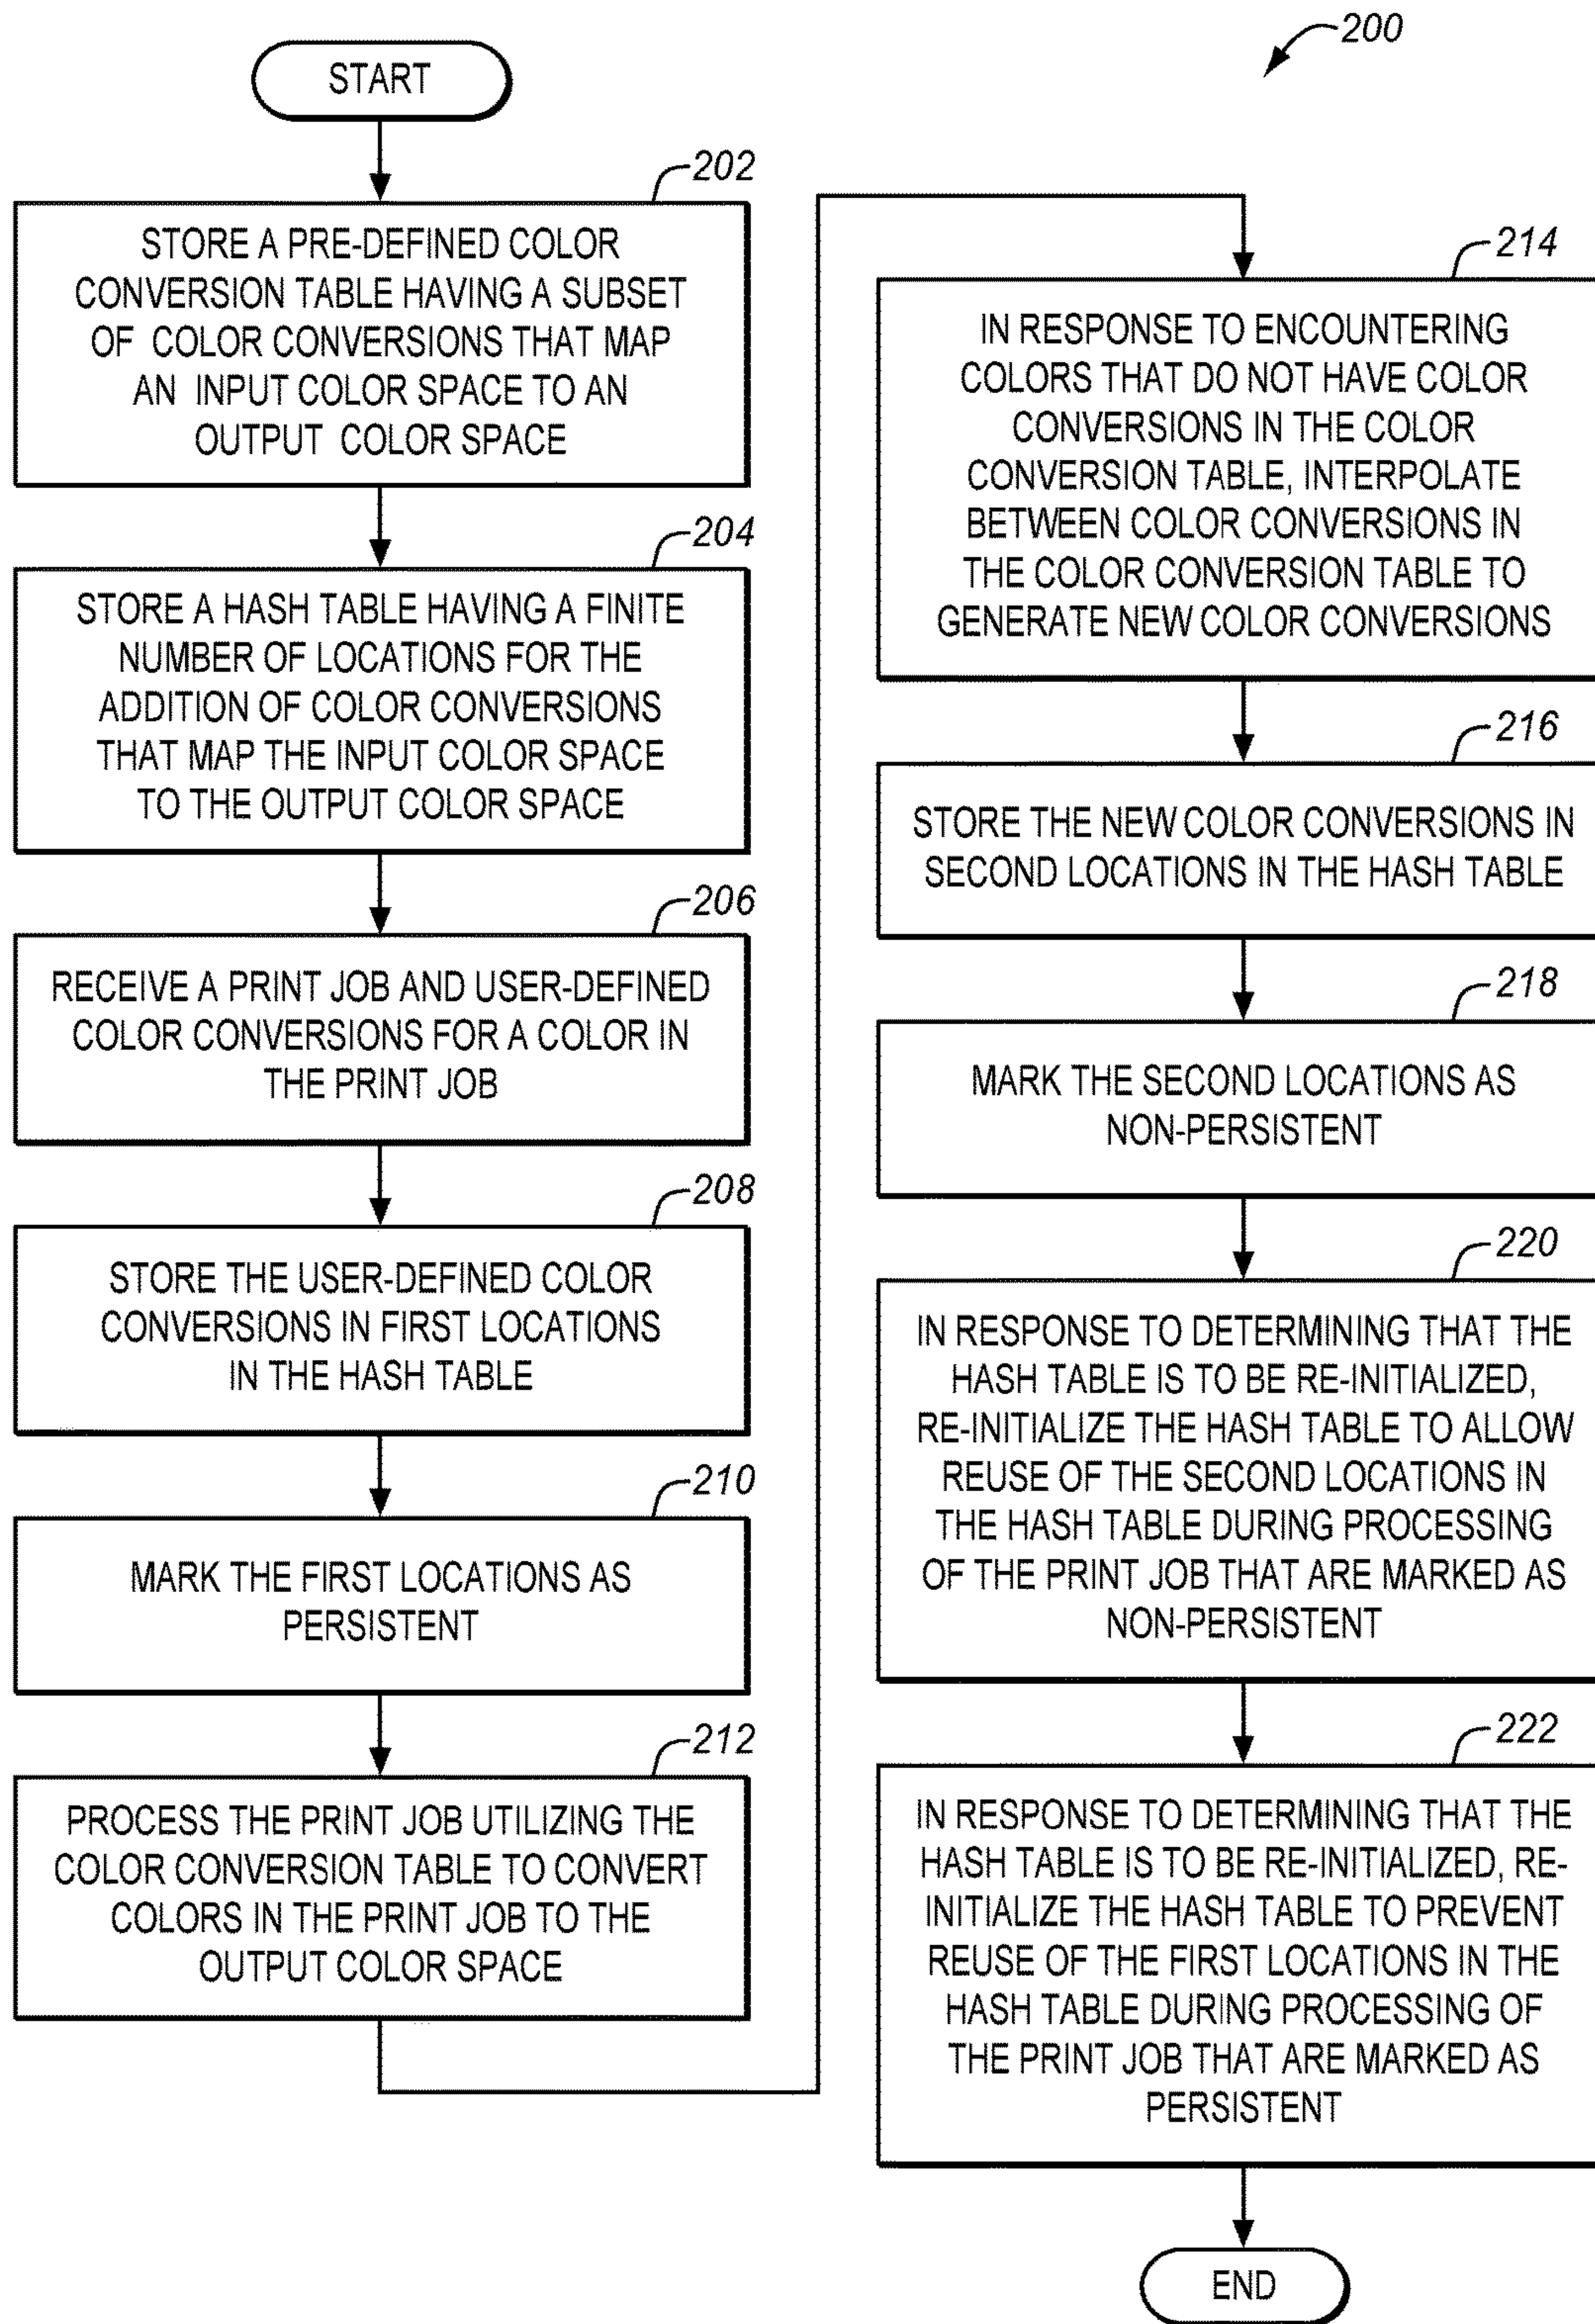 200
START
202
STORE A PRE-DEFINED COLOR
CONVERSION TABLE HAVING A SUBSET
OF COLOR CONVERSIONS THAT MAP
AN INPUT COLOR SPACE TO AN
OUTPUT COLOR SPACE
204
STORE A HASH TABLE HAVING A FINITE
NUMBER OF LOCATIONS FOR THE
ADDITION OF COLOR CONVERSIONS
THAT MAP THE INPUT COLOR SPACE
TO THE OUTPUT COLOR SPACE
206
RECEIVE A PRINT JOB AND USER-DEFINED
COLOR CONVERSIONS FOR A COLOR IN
THE PRINT JOB
208
STORE THE USER-DEFINED COLOR
CONVERSIONS IN FIRST LOCATIONS
IN THE HASH TABLE
210
MARK THE FIRST LOCATIONS AS
PERSISTENT
212
PROCESS THE PRINT JOB UTILIZING THE
COLOR CONVERSION TABLE TO CONVERT
COLORS IN THE PRINT JOB TO THE
OUTPUT COLOR SPACE
214
IN RESPONSE TO ENCOUNTERING
COLORS THAT DO NOT HAVE COLOR
CONVERSIONS IN THE COLOR
CONVERSION TABLE, INTERPOLATE
BETWEEN COLOR CONVERSIONS IN
THE COLOR CONVERSION TABLE TO
GENERATE NEW COLOR CONVERSIONS
216
STORE THE NEW COLOR CONVERSIONS IN
SECOND LOCATIONS IN THE HASH TABLE
218
MARK THE SECOND LOCATIONS AS
NON-PERSISTENT
220
IN RESPONSE TO DETERMINING THAT THE
HASH TABLE IS TO BE RE-INITIALIZED,
RE-INITIALIZE THE HASH TABLE TO ALLOW
REUSE OF THE SECOND LOCATIONS IN
THE HASH TABLE DURING PROCESSING
OF THE PRINT JOB THAT ARE MARKED AS
NON-PERSISTENT
222
IN RESPONSE TO DETERMINING THAT THE
HASH TABLE IS TO BE RE-INITIALIZED, RE-
INITIALIZE THE HASH TABLE TO PREVENT
REUSE OF THE FIRST LOCATIONS IN THE
HASH TABLE DURING PROCESSING OF
THE PRINT JOB THAT ARE MARKED AS
PERSISTENT
END